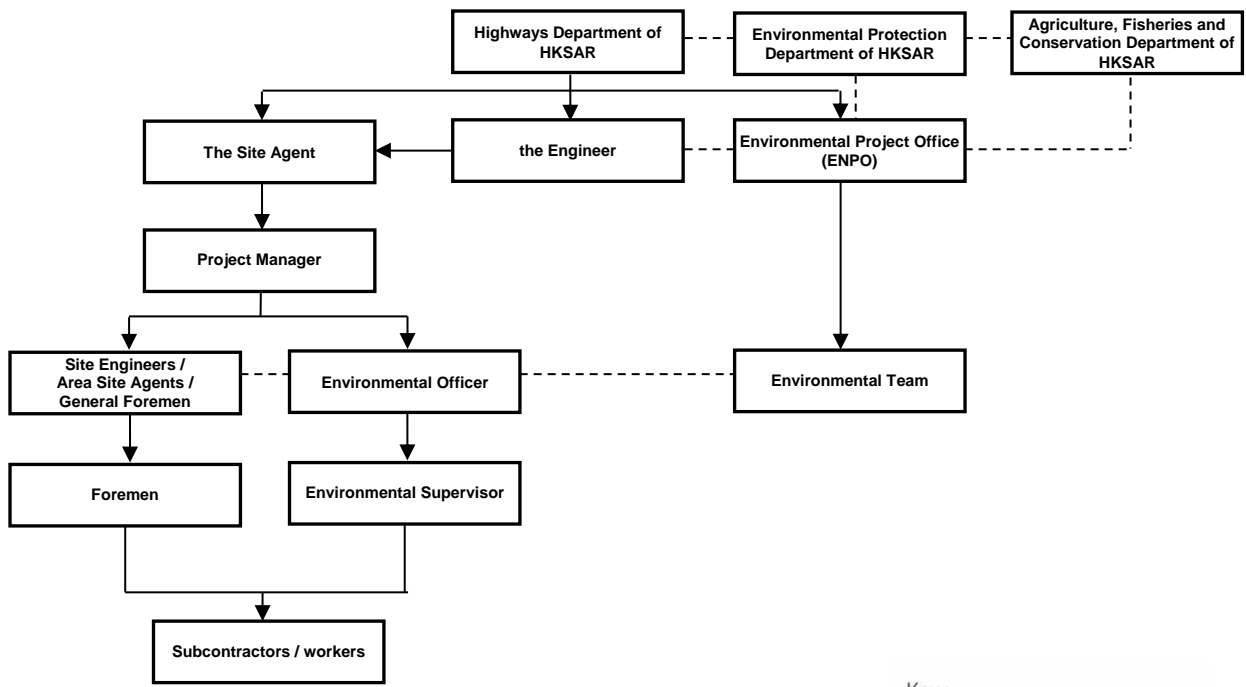 Highways Department of
HKSAR
Environmental Protection
Department of HKSAR
Agriculture, Fisheries and
Conservation Department of
HKSAR
The Site Agent
the Engineer
Environmental Project Office
(ENPO)
Project Manager
Site Engineers /
Area Site Agents /
General Foremen
Environmental Officer
Environmental Team
Foremen
Environmental Supervisor
Subcontractors / workers